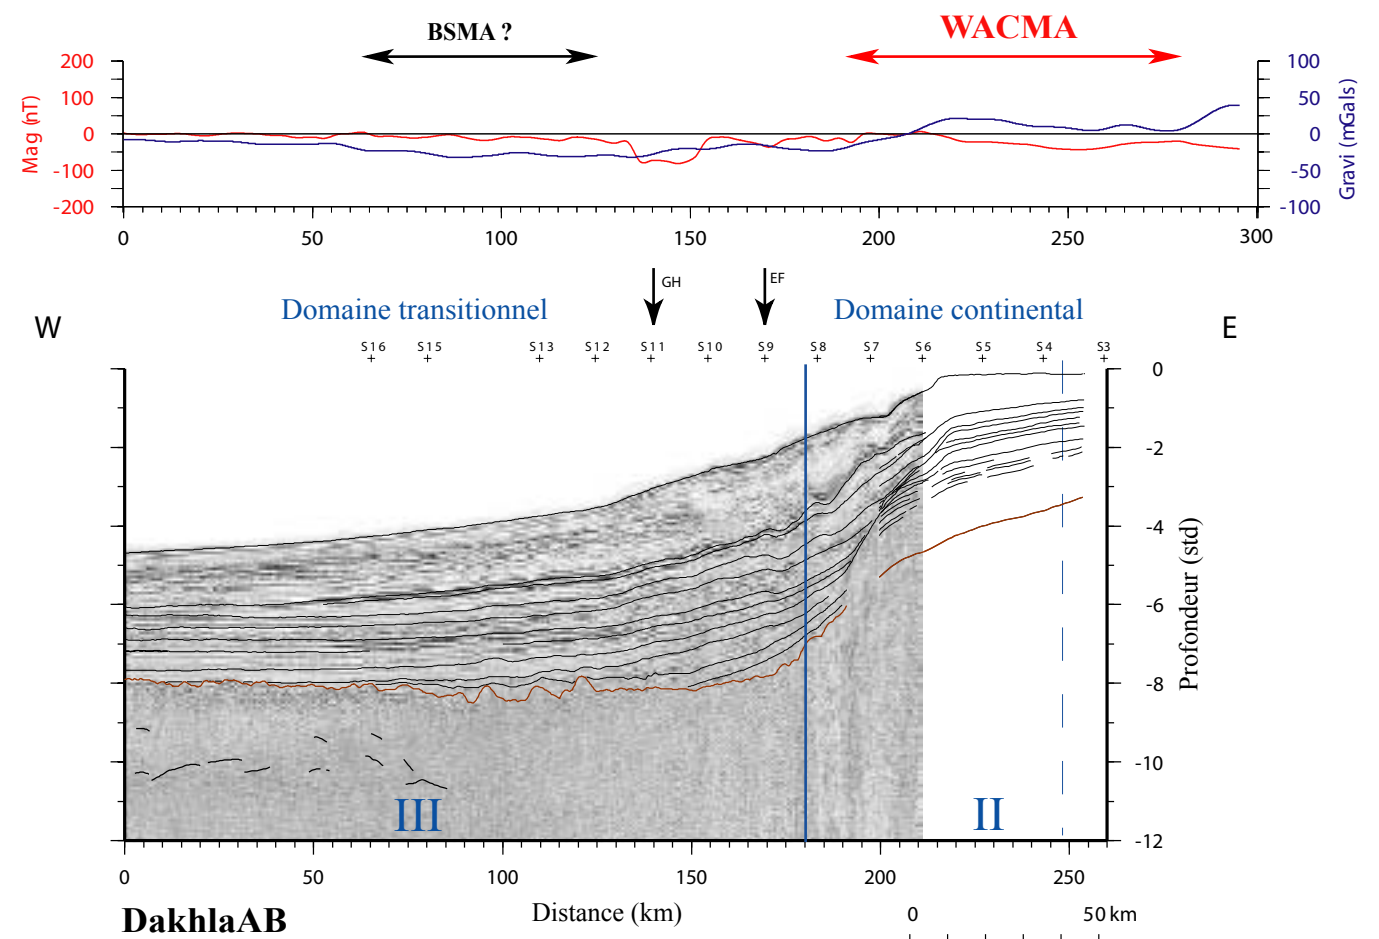 BSMA ?
WACMA
200
100
0
-100
-200
Mag (nT)
100
50
0
-50
-100
Gravi (mGals)
0 50 100 150 200 250 300
GH
EF
Domaine transitionnel
Domaine continental
W
E
S16 S15 S13 S12 S11 S10 S9 S8 S7 S6 S5 S4 S3
+ + + + + + + + + + + + +
0
-2
-4
-6
-8
-10
-12
Profondeur (std)
III
II
0 50 100 150 200 250
DakhlaAB
Distance (km)
0 50 km